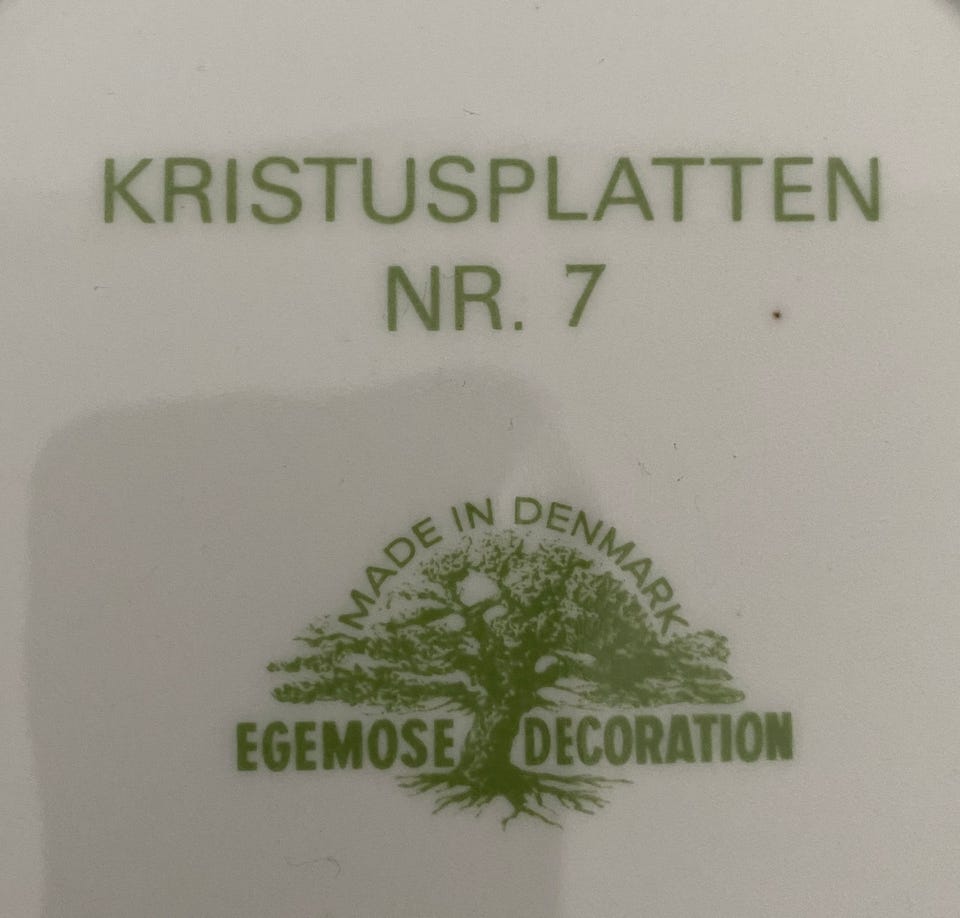 KRISTUSPLATTEN
NR. 7
MADE IN DENMARK
EGEMOSE DECORATION